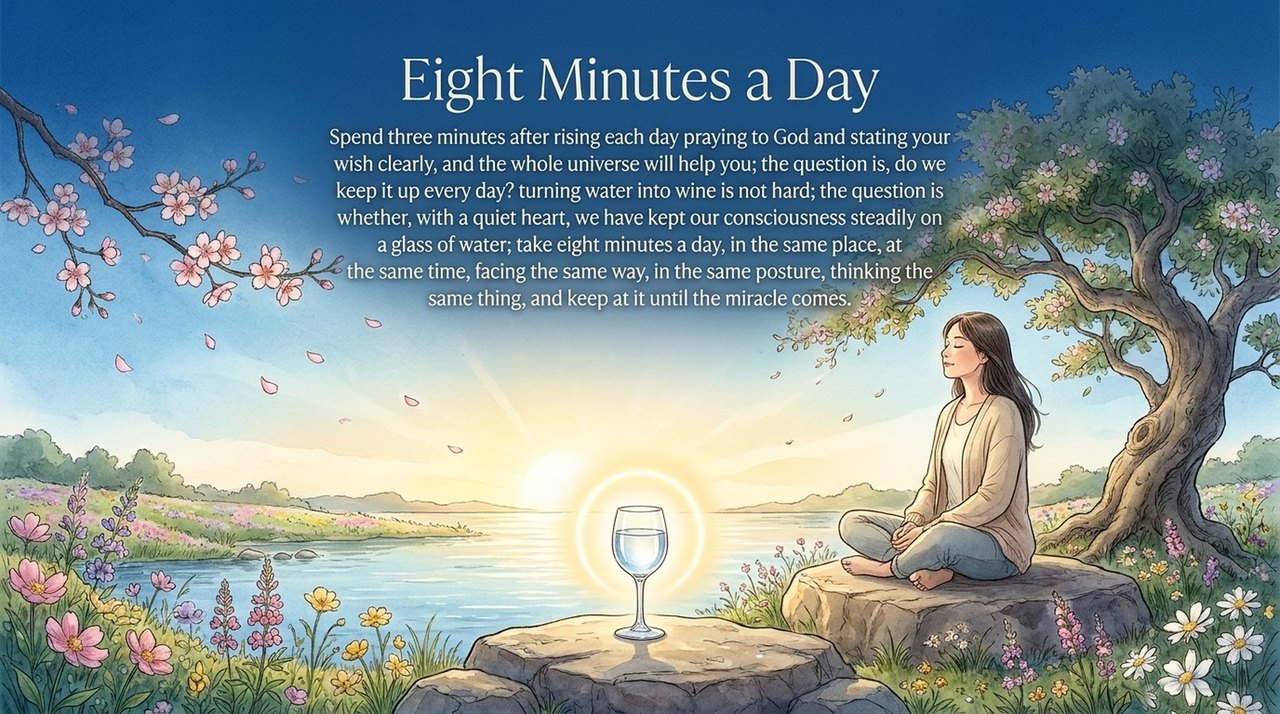 Eight Minutes a Day
Spend three minutes after rising each day praying to God and stating your
wish clearly, and the whole universe will help you; the question is, do we
keep it up every day? turning water into wine is not hard; the question is
whether, with a quiet heart, we have kept our consciousness steadily on
a glass of water; take eight minutes a day, in the same place, at
the same time, facing the same way, in the same posture, thinking the
same thing, and keep at it until the miracle comes.